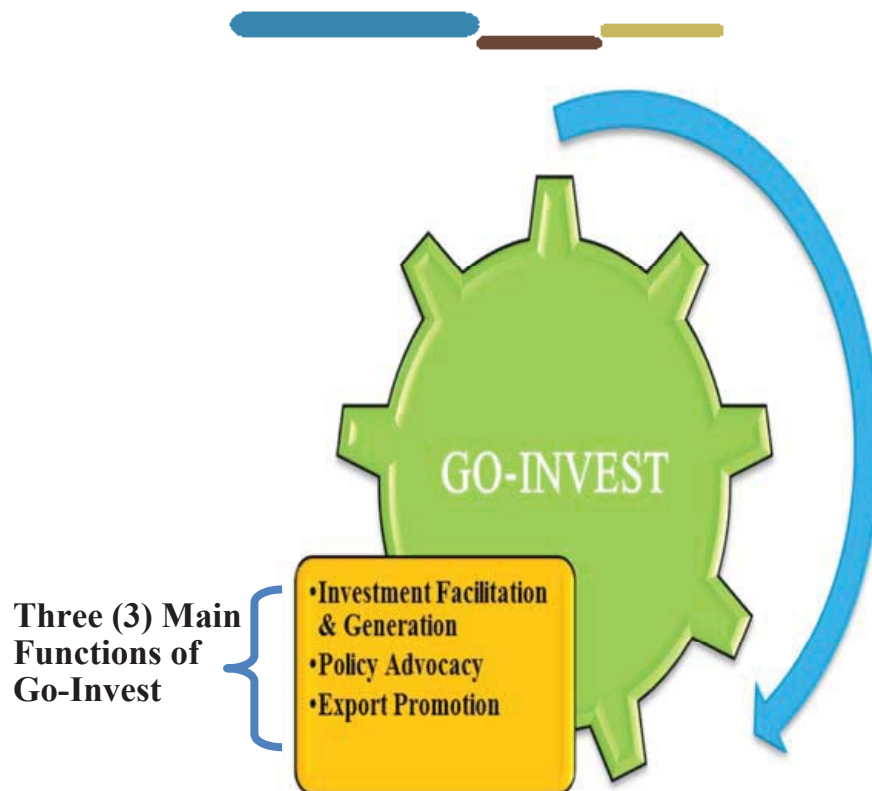 GO-INVEST
Three (3) Main
Functions of
Go-Invest
•Investment Facilitation
& Generation
•Policy Advocacy
•Export Promotion